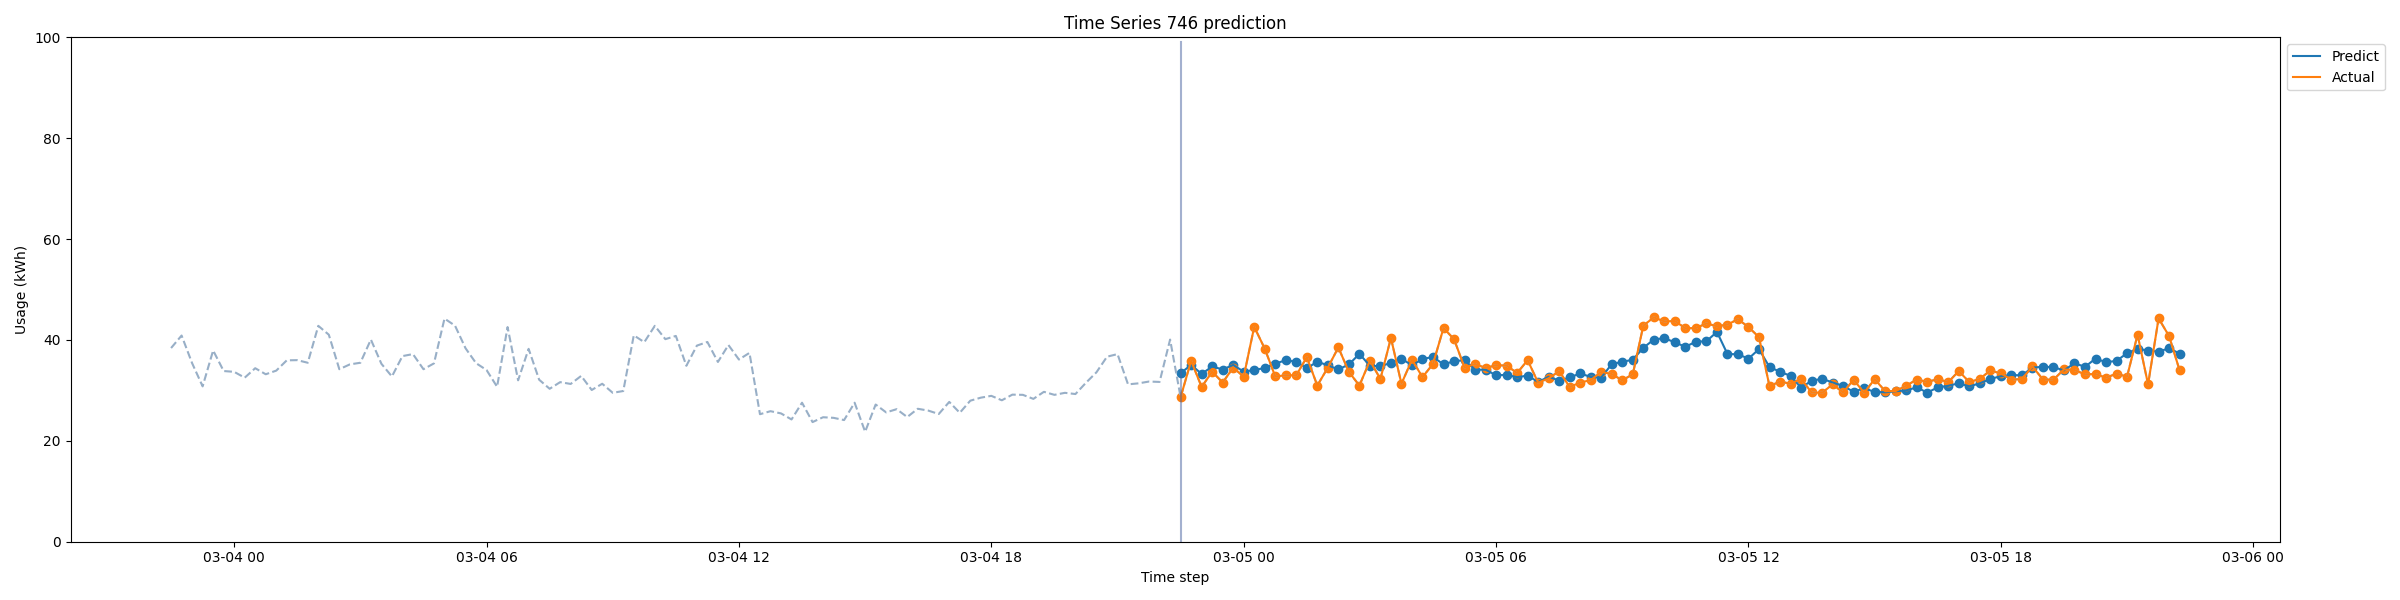 Time Series 746 prediction
100
80
60
40
20
0
Usage (kWh)
03-04 00 03-04 06 03-04 12 03-04 18 03-05 00 03-05 06 03-05 12 03-05 18 03-06 00
Time step
Predict
Actual